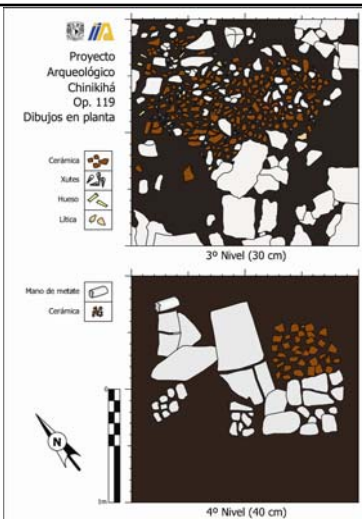 Proyecto
Arqueológico
Chinikihá
Op. 119
Dibujos en planta
Cerámica
Xutes
Hueso
Lítica
3º Nivel (30 cm)
Mano de metate
Cerámica
0
N
1m
4º Nivel (40 cm)